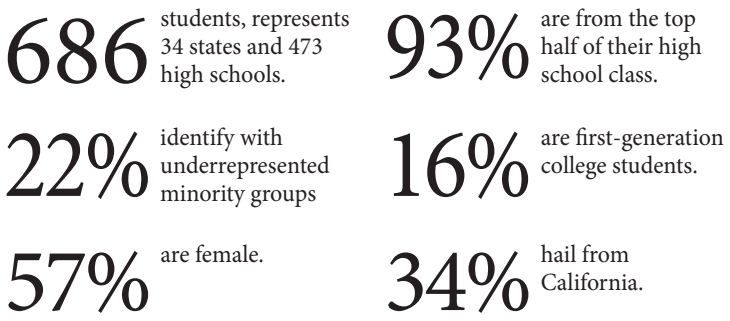 686 students, represents
34 states and 473
high schools.
93% are from the top
half of their high
school class.
22% identify with
underrepresented
minority groups
16% are first-generation
college students.
57% are female.
34% hail from
California.